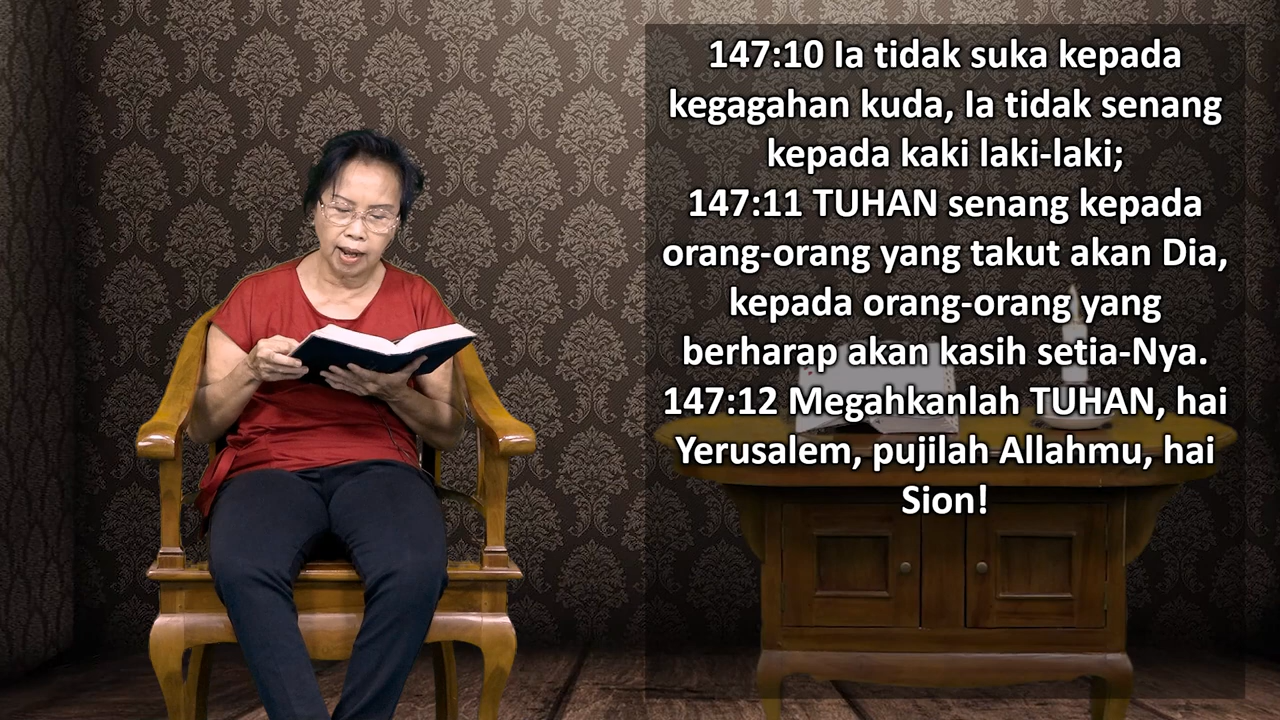 147:10 Ia tidak suka kepada
kegagahan kuda, Ia tidak senang
kepada kaki laki-laki;
147:11 TUHAN senang kepada
orang-orang yang takut akan Dia,
kepada orang-orang yang
berharap akan kasih setia-Nya.
147:12 Megahkanlah TUHAN, hai
Yerusalem, pujilah Allahmu, hai
Sion!